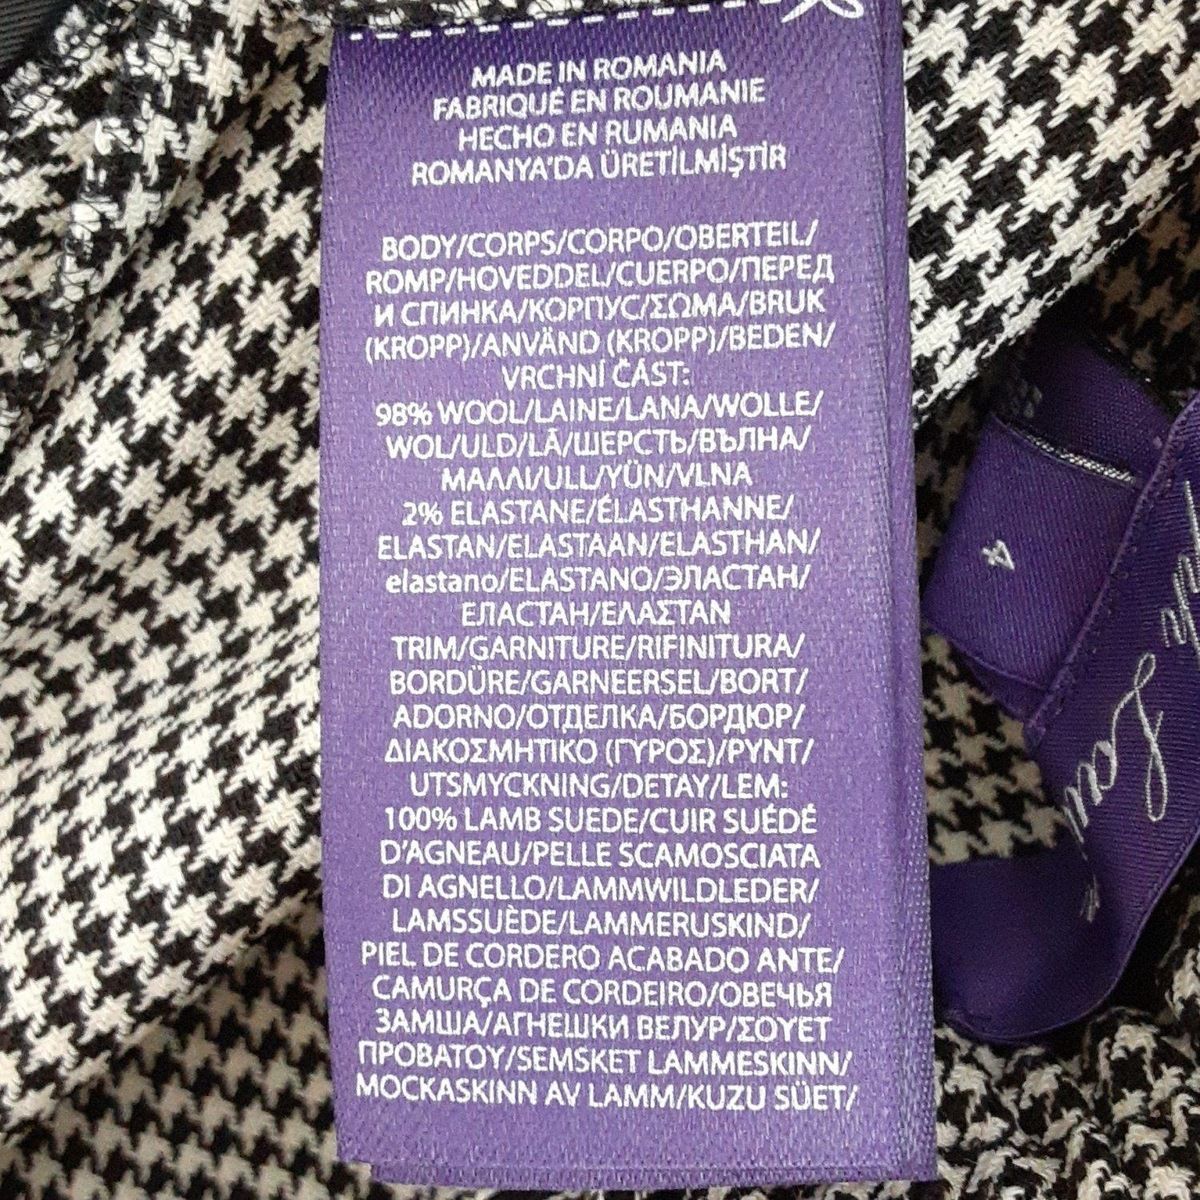 MADE IN ROMANIA
FABRIQUÉ EN ROUMANIE
HECHO EN RUMANIA
ROMANYA'DA ÜRETİLMİŞTİR
BODY/CORPS/CORPO/OBERTEIL/
ROMP/HOVEDDEL/CUERPO/ПЕРЕД
И СПИНКА/КОРПУС/ΣΩΜΑ/BRUK
(KROPP)/ANVÄND (KROPP)/BEDEN/
VRCHNÍ ČÁST:
98% WOOL/LAINE/LANA/WOLLE/
WOL/ULD/LÃ/ШЕРСТЬ/ВЪЛНА/
ΜΑΛΛΙ/ULL/YÜN/VLNA
2% ELASTANE/ÉLASTHANNE/
ELASTAN/ELASTAAN/ELASTHAN/
elastano/ELASTANO/ЭЛАСТАН/
ЕЛАСТАН/ΕΛΑΣΤΑΝ
TRIM/GARNITURE/RIFINITURA/
BORDÜRE/GARNEERSEL/BORT/
ADORNO/ОТДЕЛКА/БОРДЮР/
ΔΙΑΚΟΣΜΗΤΙΚΟ (ΓΥΡΟΣ)/PYNT/
UTSMYCKNING/DETAY/LEM:
100% LAMB SUEDE/CUIR SUÉDÉ
D'AGNEAU/PELLE SCAMOSCIATA
DI AGNELLO/LAMMWILDLEDER/
LAMSSUÈDE/LAMMERUSKIND/
PIEL DE CORDERO ACABADO ANTE/
CAMURÇA DE CORDEIRO/ОВЕЧЬЯ
ЗАМША/АГНЕШКИ ВЕЛУР/ΣΟΥΕΤ
ΠΡΟΒΑΤΟΥ/SEMSKET LAMMESKINN/
MOCKASKINN AV LAMM/KUZU SÜET/
4